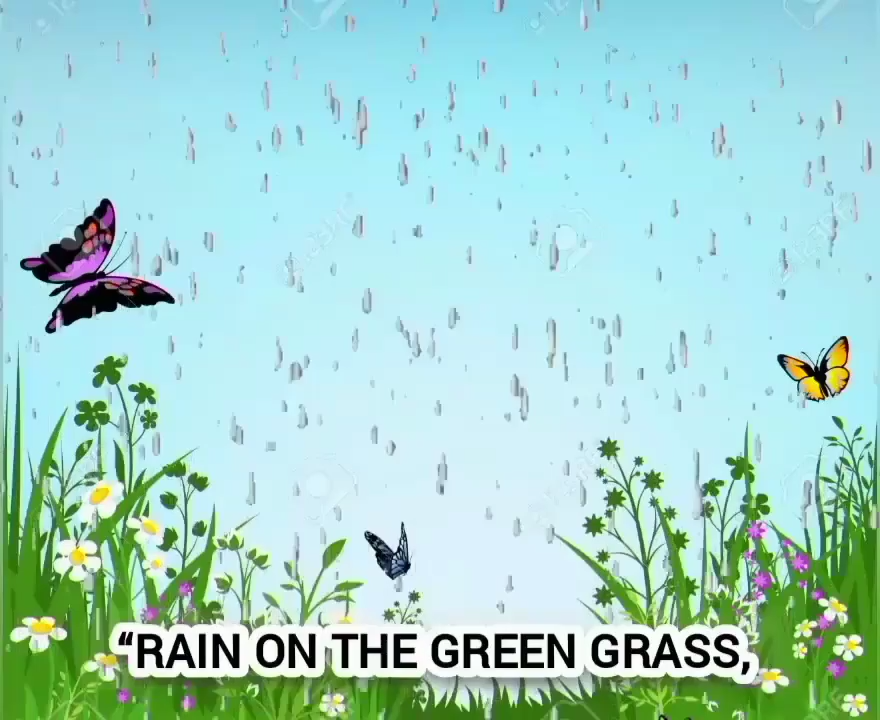 “RAIN ON THE GREEN GRASS,